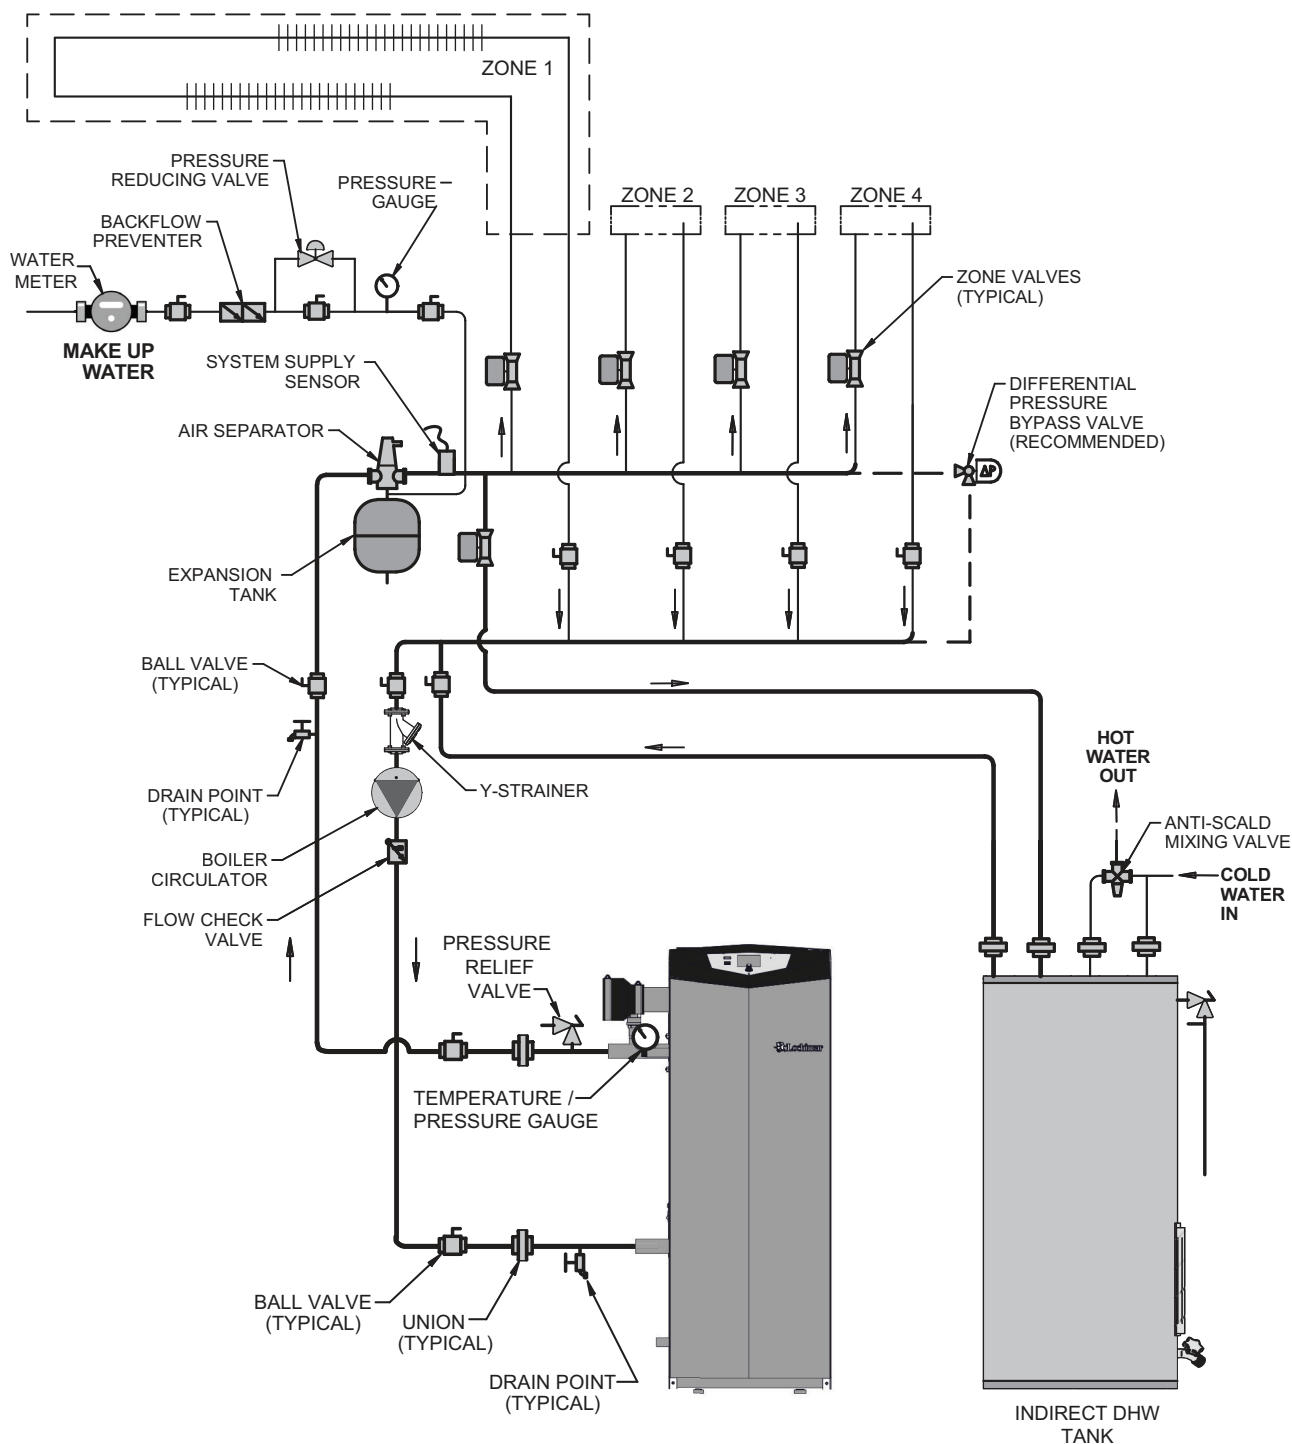 ZONE 1
PRESSURE
REDUCING VALVE
PRESSURE
GAUGE
BACKFLOW
PREVENTER
WATER
METER
MAKE UP
WATER
ZONE 2
ZONE 3
ZONE 4
ZONE VALVES
(TYPICAL)
SYSTEM SUPPLY
SENSOR
AIR SEPARATOR
DIFFERENTIAL
PRESSURE
BYPASS VALVE
(RECOMMENDED)
ΔP
EXPANSION
TANK
BALL VALVE
(TYPICAL)
DRAIN POINT
(TYPICAL)
Y-STRAINER
BOILER
CIRCULATOR
FLOW CHECK
VALVE
HOT
WATER
OUT
ANTI-SCALD
MIXING VALVE
COLD
WATER
IN
PRESSURE
RELIEF
VALVE
Lochinvar
TEMPERATURE /
PRESSURE GAUGE
BALL VALVE
(TYPICAL)
UNION
(TYPICAL)
DRAIN POINT
(TYPICAL)
INDIRECT DHW
TANK